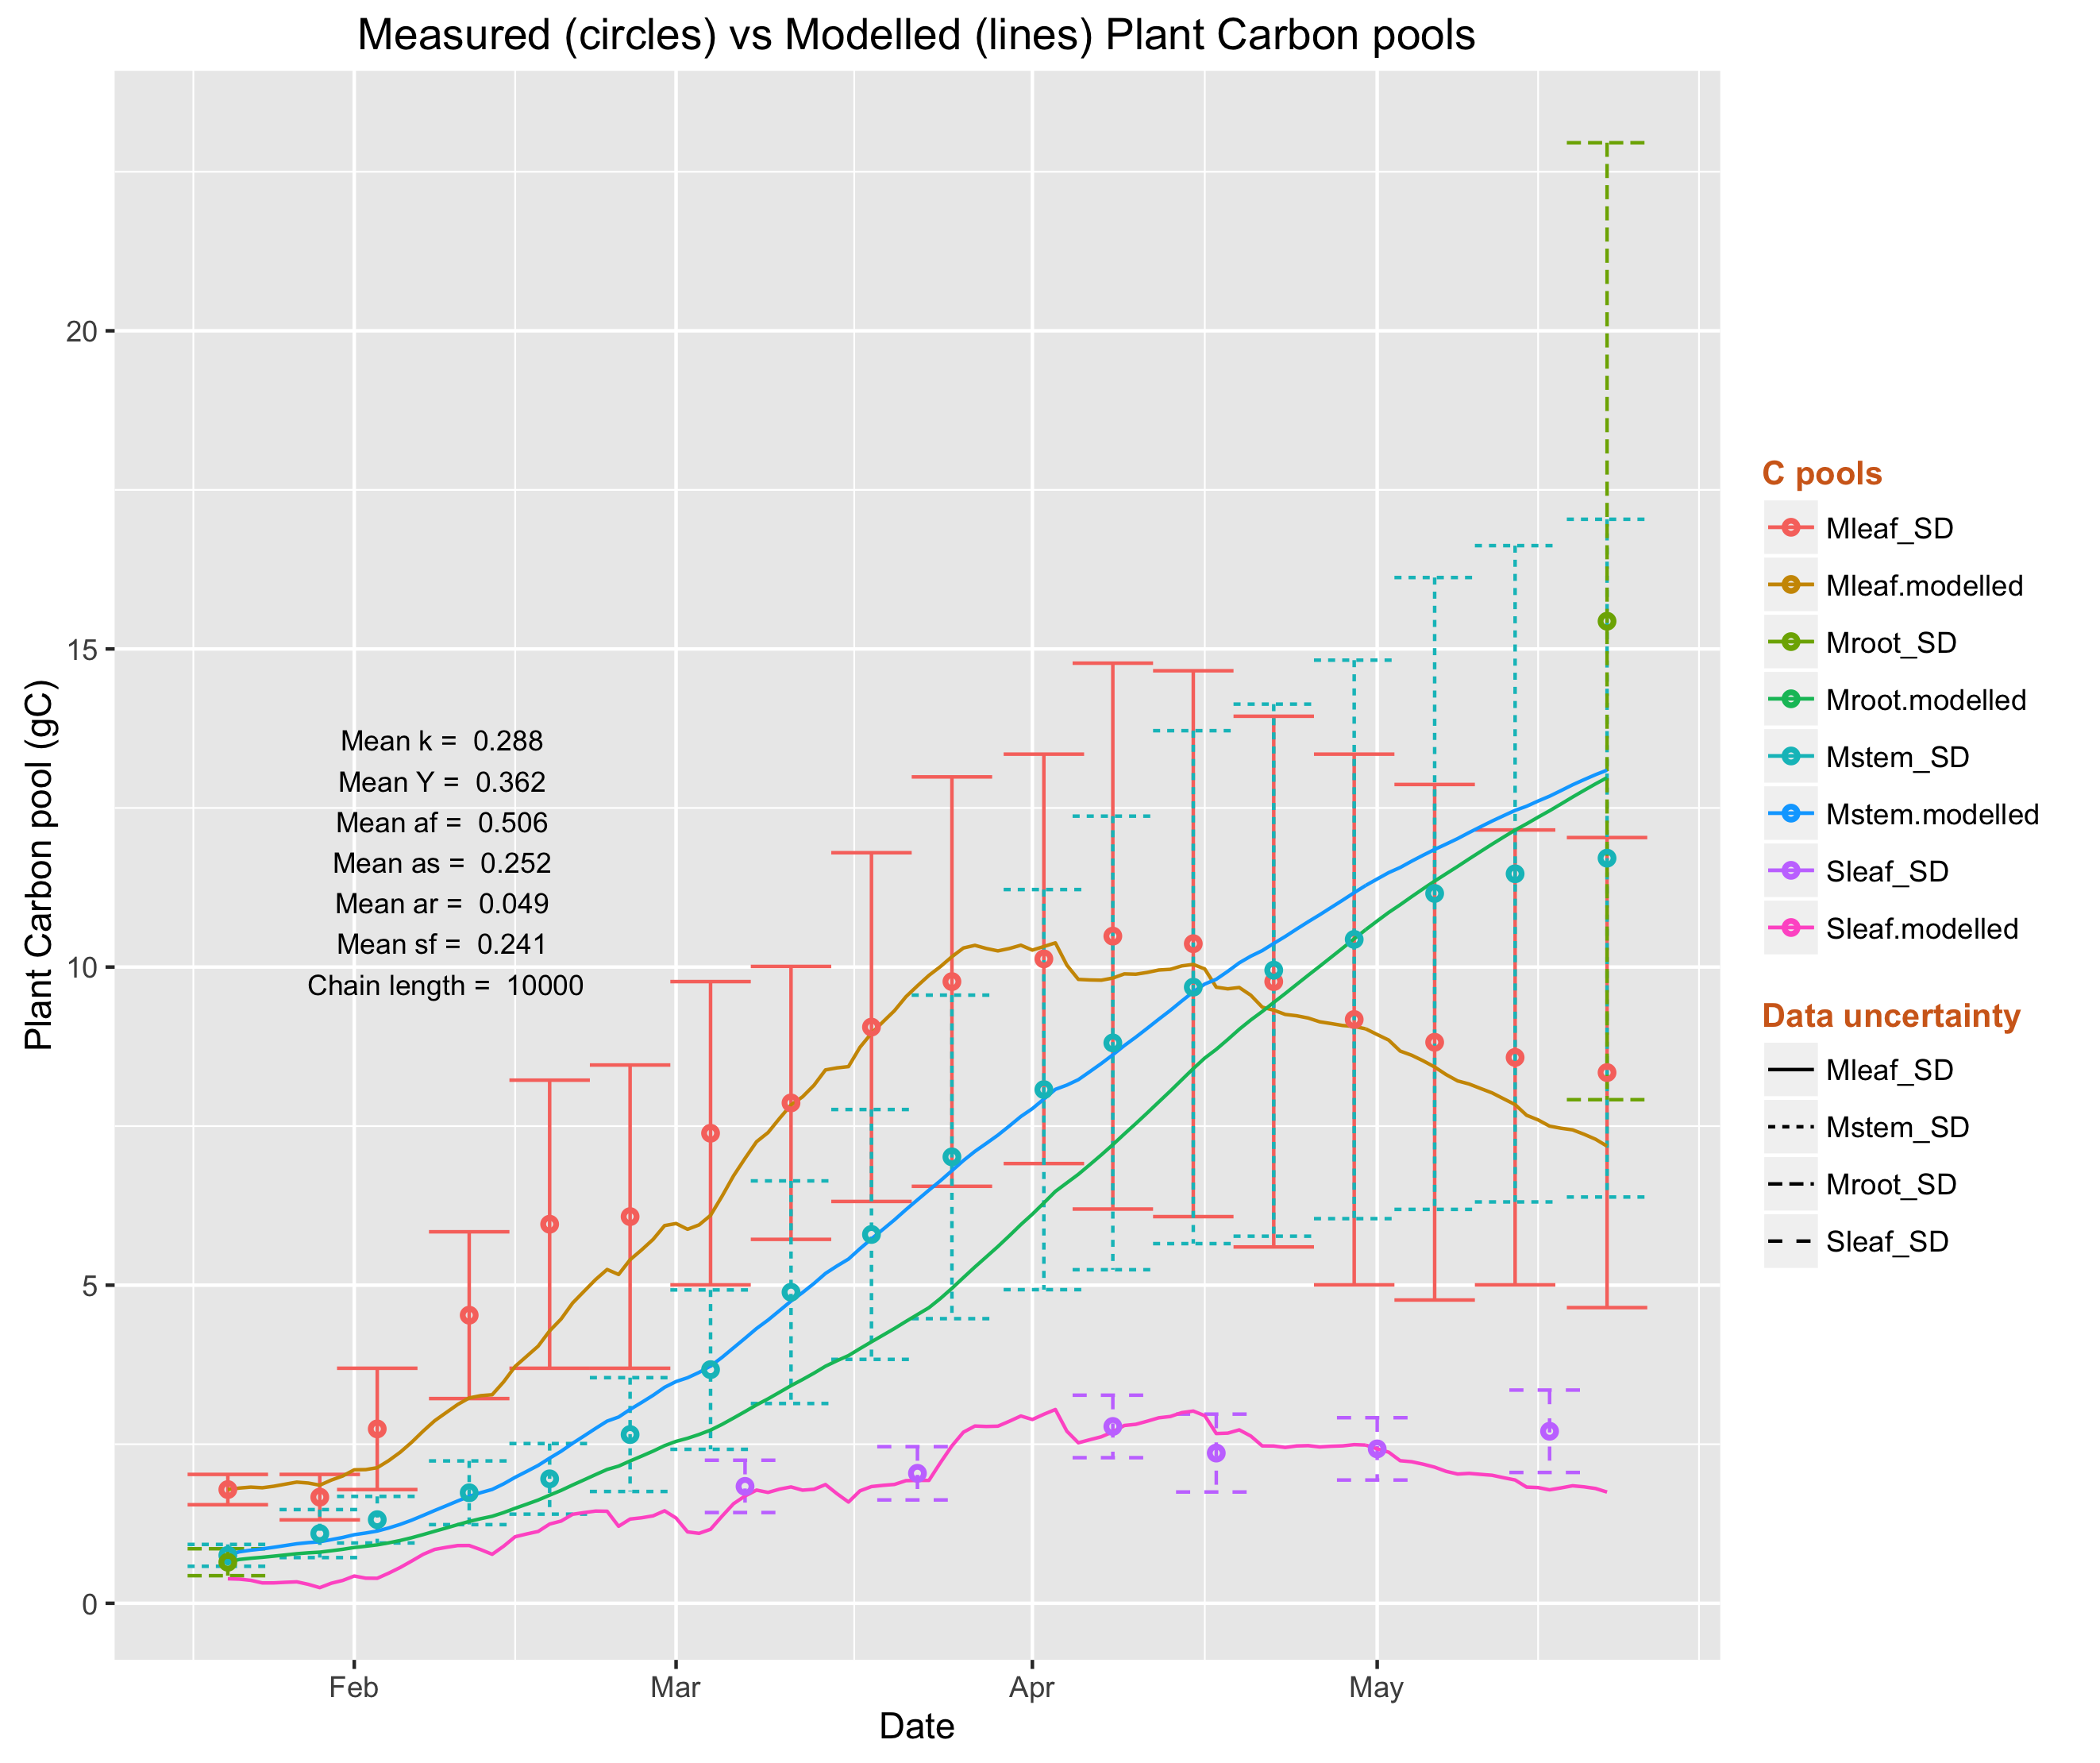 Measured (circles) vs Modelled (lines) Plant Carbon pools
Plant Carbon pool (gC)
20
15
10
5
0
Mean k = 0.288
Mean Y = 0.362
Mean af = 0.506
Mean as = 0.252
Mean ar = 0.049
Mean sf = 0.241
Chain length = 10000
Feb
Mar
Apr
May
Date
C pools
Mleaf_SD
Mleaf.modelled
Mroot_SD
Mroot.modelled
Mstem_SD
Mstem.modelled
Sleaf_SD
Sleaf.modelled
Data uncertainty
Mleaf_SD
Mstem_SD
Mroot_SD
Sleaf_SD